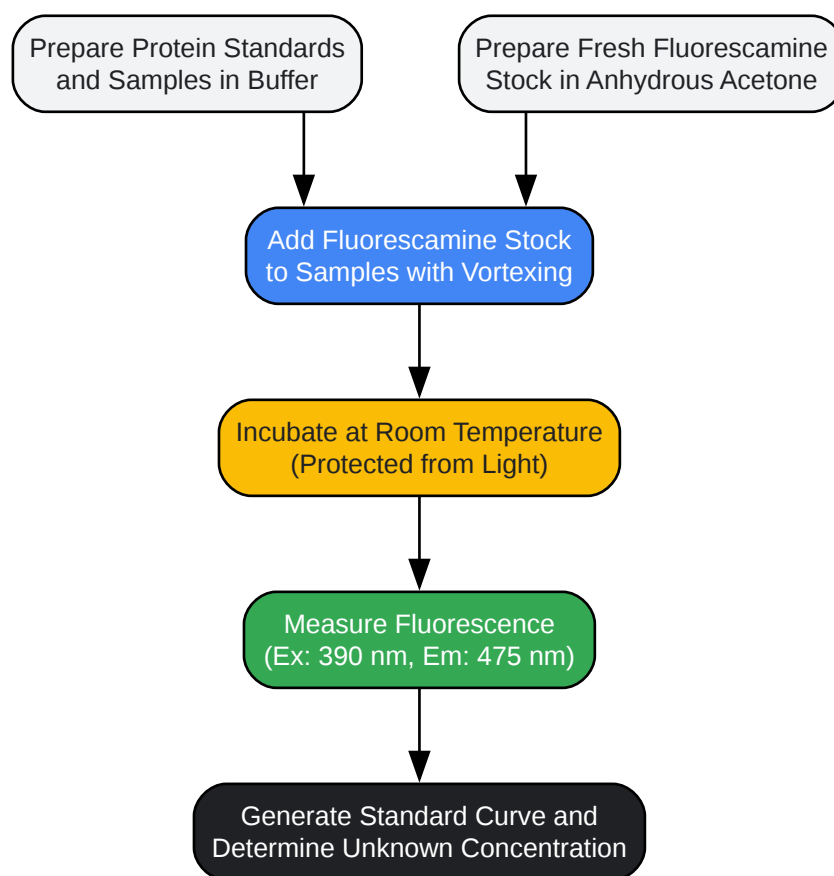 Prepare Protein Standards
and Samples in Buffer
Prepare Fresh Fluorescamine
Stock in Anhydrous Acetone
Add Fluorescamine Stock
to Samples with Vortexing
Incubate at Room Temperature
(Protected from Light)
Measure Fluorescence
(Ex: 390 nm, Em: 475 nm)
Generate Standard Curve and
Determine Unknown Concentration